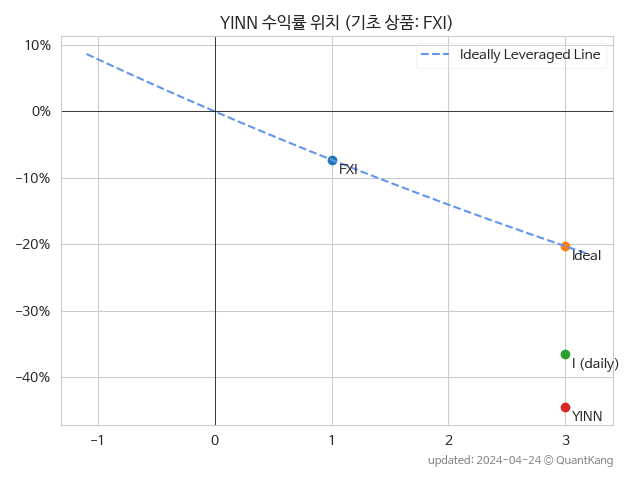 YINN 수익률 위치 (기초 상품: FXI)
10%
Ideally Leveraged Line
0%
FXI
-10%
-20%
Ideal
-30%
I (daily)
-40%
YINN
-1
0
1
2
3
updated: 2024-04-24 © QuantKang